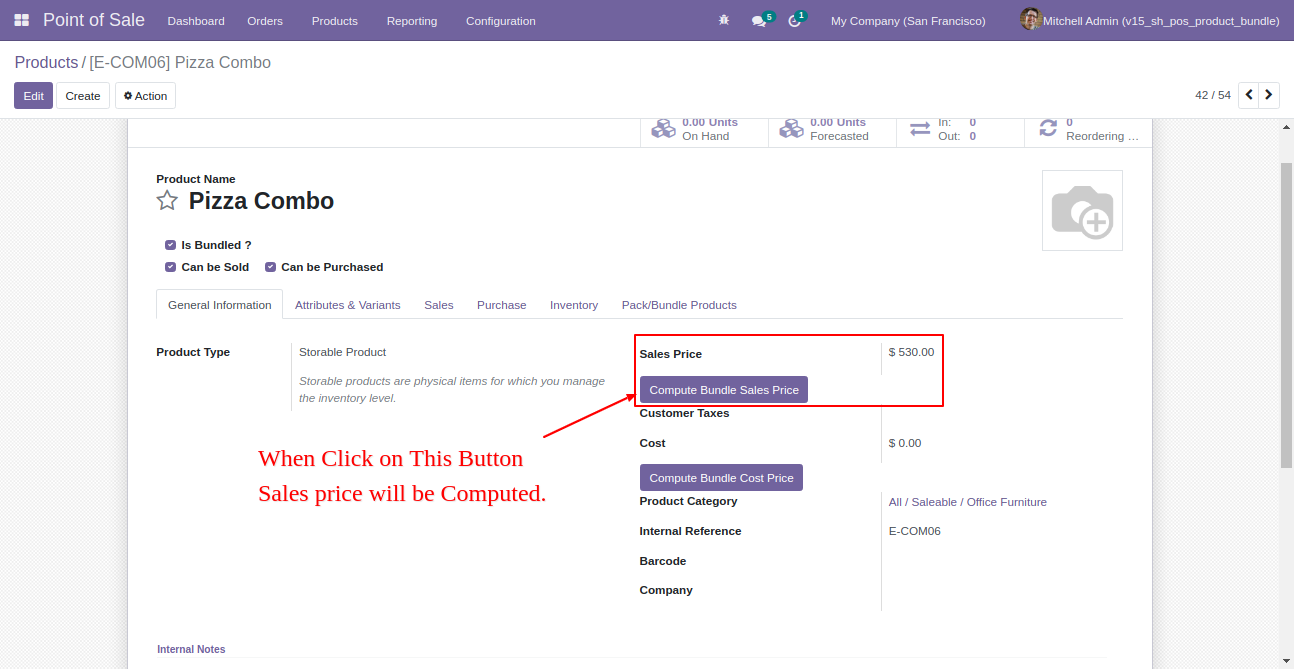 Point of Sale Dashboard Orders Products Reporting Configuration 5 1 My Company (San Francisco) Mitchell Admin (v15_sh_pos_product_bundle)
Products / [E-COM06] Pizza Combo
Edit Create Action 42 / 54
0.00 Units 0.00 Units In: 0 0
On Hand Forecasted Out: 0 Reordering ...
Product Name
Pizza Combo
Is Bundled ?
Can be Sold Can be Purchased
General Information Attributes & Variants Sales Purchase Inventory Pack/Bundle Products
Product Type Storable Product
Storable products are physical items for which you manage
the inventory level.
Sales Price $ 530.00
Compute Bundle Sales Price
Customer Taxes
Cost $ 0.00
When Click on This Button
Sales price will be Computed.
Compute Bundle Cost Price
Product Category All / Saleable / Office Furniture
Internal Reference E-COM06
Barcode
Company
Internal Notes